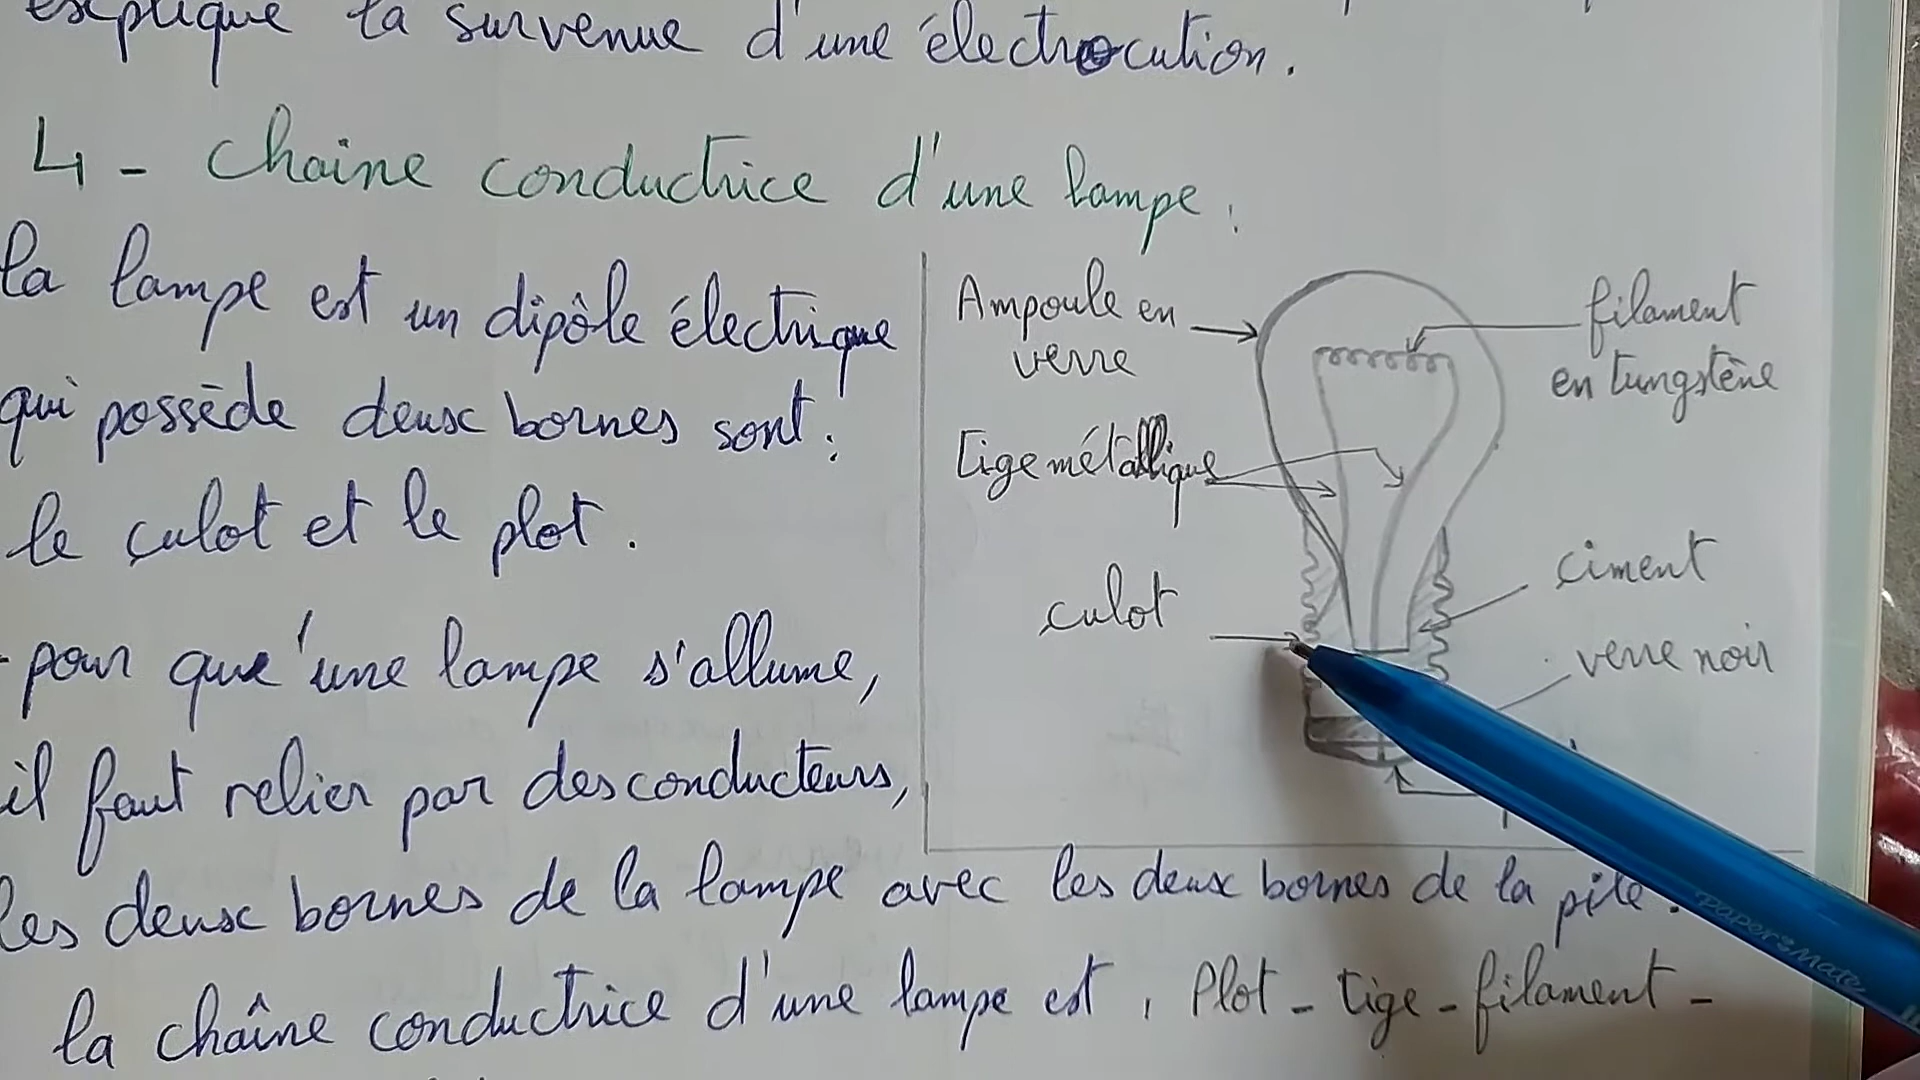 explique la survenue d'une électrocution.
4 - Chaine conductrice d'une lampe.
la lampe est un dipôle électrique
qui possède deux bornes sont :
le culot et le plot.
- pour que'une lampe s'allume,
il faut relier par des conducteurs,
les deux bornes de la lampe avec les deux bornes de la pile.
la chaîne conductrice d'une lampe est, Plot - tige - filament -
Ampoule en
verre
Tige métallique
culot
filament
en tungstène
ciment
verre noir
paper mate